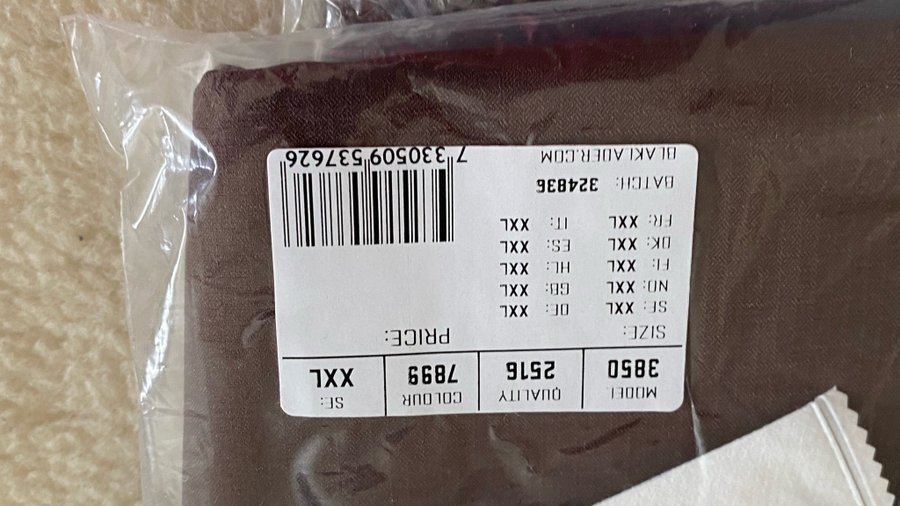 MODEL: QUALITY COLOUR SE:
3850 2516 7899 XXL
SIZE: PRICE:
SE: XXL DE: XXL
NO: XXL GB: XXL
FI: XXL HL: XXL
DK: XXL ES: XXL
FR: XXL IT: XXL
BATCH: 324836
BLAKLADER.COM
7 330509 537626